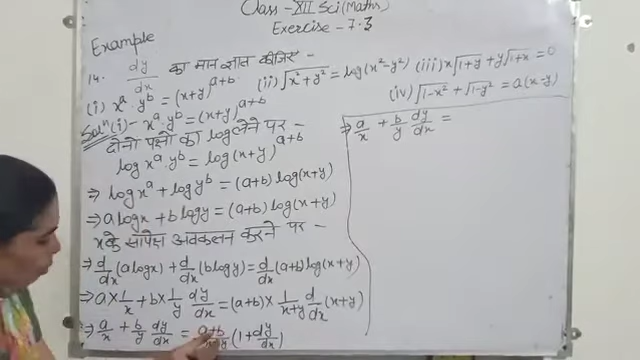 Class - XII Sci (Maths)
Exercise - 7.3
Example
14. dy/dx का मान ज्ञात कीजिए -
(i) x^a . y^b = (x+y)^(a+b) (ii) √(x²+y²) = log(x²-y²) (iii) x√(1+y) + y√(1+x) = 0
(iv) √(1-x²) + √(1-y²) = a(x-y)
Solⁿ (i) - x^a . y^b = (x+y)^(a+b)
दोनो पक्षो का log लेने पर -
log x^a . y^b = log(x+y)^(a+b)
⇒ log x^a + log y^b = (a+b) log(x+y)
⇒ a log x + b log y = (a+b) log(x+y)
x के सापेक्ष अवकलन करने पर -
⇒ d/dx (a log x) + d/dx (b log y) = d/dx (a+b) log(x+y)
⇒ a × 1/x + b × 1/y dy/dx = (a+b) × 1/(x+y) d/dx (x+y)
⇒ a/x + b/y dy/dx = (a+b)/(x+y) (1 + dy/dx)
⇒ a/x + b/y dy/dx =